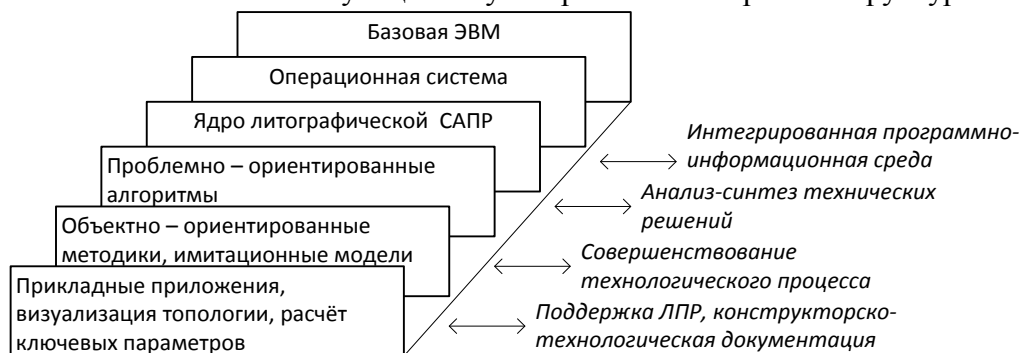 Базовая ЭВМ
Операционная система
Ядро литографической САПР
Проблемно – ориентированные
алгоритмы
Объектно – ориентированные
методики, имитационные модели
Прикладные приложения,
визуализация топологии, расчёт
ключевых параметров
Интегрированная программно-
информационная среда
Анализ-синтез технических
решений
Совершенствование
технологического процесса
Поддержка ЛПР, конструкторско-
технологическая документация